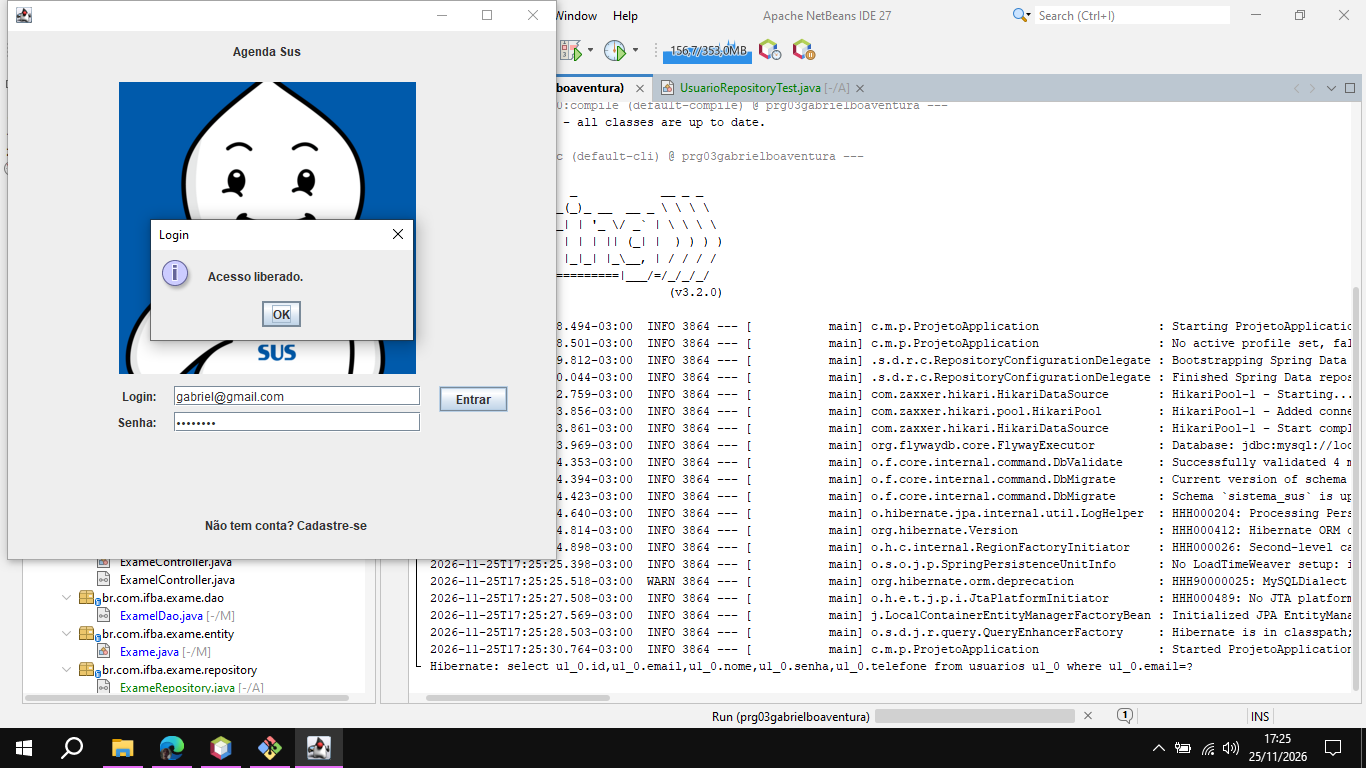 Agenda Sus
Login
Acesso liberado.
OK
SUS
Login:
gabriel@gmail.com
Entrar
Senha:
••••••••
Não tem conta? Cadastre-se
Window Help
Apache NetBeans IDE 27
Search (Ctrl+I)
156,7/353,0MB
boaventura)
UsuarioRepositoryTest.java [-/A]
0:compile (default-compile) @ prg03gabrielboaventura ---
- all classes are up to date.
c (default-cli) @ prg03gabrielboaventura ---
(v3.2.0)
8.494-03:00 INFO 3864 --- [ main] c.m.p.ProjetoApplication : Starting ProjetoApplicatio
8.501-03:00 INFO 3864 --- [ main] c.m.p.ProjetoApplication : No active profile set, fal
9.812-03:00 INFO 3864 --- [ main] .s.d.r.c.RepositoryConfigurationDelegate : Bootstrapping Spring Data
0.044-03:00 INFO 3864 --- [ main] .s.d.r.c.RepositoryConfigurationDelegate : Finished Spring Data repos
2.759-03:00 INFO 3864 --- [ main] com.zaxxer.hikari.HikariDataSource : HikariPool-1 - Starting...
3.856-03:00 INFO 3864 --- [ main] com.zaxxer.hikari.pool.HikariPool : HikariPool-1 - Added conne
3.861-03:00 INFO 3864 --- [ main] com.zaxxer.hikari.HikariDataSource : HikariPool-1 - Start compl
3.969-03:00 INFO 3864 --- [ main] org.flywaydb.core.FlywayExecutor : Database: jdbc:mysql://loc
4.353-03:00 INFO 3864 --- [ main] o.f.core.internal.command.DbValidate : Successfully validated 4 m
4.394-03:00 INFO 3864 --- [ main] o.f.core.internal.command.DbMigrate : Current version of schema
4.423-03:00 INFO 3864 --- [ main] o.f.core.internal.command.DbMigrate : Schema `sistema_sus` is up
4.640-03:00 INFO 3864 --- [ main] o.hibernate.jpa.internal.util.LogHelper : HHH000204: Processing Pers
4.814-03:00 INFO 3864 --- [ main] org.hibernate.Version : HHH000412: Hibernate ORM c
4.898-03:00 INFO 3864 --- [ main] o.h.c.internal.RegionFactoryInitiator : HHH000026: Second-level ca
2026-11-25T17:25:25.398-03:00 INFO 3864 --- [ main] o.s.o.j.p.SpringPersistenceUnitInfo : No LoadTimeWeaver setup: i
2026-11-25T17:25:25.518-03:00 WARN 3864 --- [ main] org.hibernate.orm.deprecation : HHH90000025: MySQLDialect
2026-11-25T17:25:27.508-03:00 INFO 3864 --- [ main] o.h.e.t.j.p.i.JtaPlatformInitiator : HHH000489: No JTA platform
2026-11-25T17:25:27.569-03:00 INFO 3864 --- [ main] j.LocalContainerEntityManagerFactoryBean : Initialized JPA EntityMana
2026-11-25T17:25:28.503-03:00 INFO 3864 --- [ main] o.s.d.j.r.query.QueryEnhancerFactory : Hibernate is in classpath;
2026-11-25T17:25:30.764-03:00 INFO 3864 --- [ main] c.m.p.ProjetoApplication : Started ProjetoApplication
Hibernate: select u1_0.id,u1_0.email,u1_0.nome,u1_0.senha,u1_0.telefone from usuarios u1_0 where u1_0.email=?
ExameController.java
ExameIController.java
br.com.ifba.exame.dao
ExameIDao.java [-/M]
br.com.ifba.exame.entity
Exame.java [-/M]
br.com.ifba.exame.repository
ExameRepository.java [-/A]
Run (prg03gabrielboaventura)
1
INS
17:25
25/11/2026